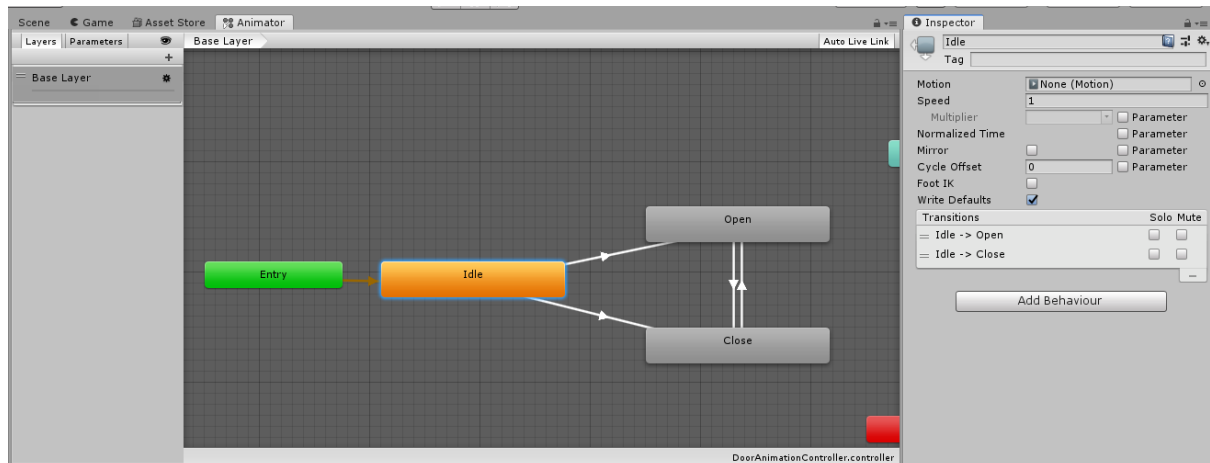 Scene Game Asset Store Animator
Layers Parameters
Base Layer
Auto Live Link
+
Base Layer
Entry
Idle
Open
Close
DoorAnimationController.controller
Inspector
Idle
Tag
Motion None (Motion)
Speed 1
Multiplier Parameter
Normalized Time Parameter
Mirror Parameter
Cycle Offset 0 Parameter
Foot IK
Write Defaults
Transitions Solo Mute
= Idle -> Open
= Idle -> Close
Add Behaviour